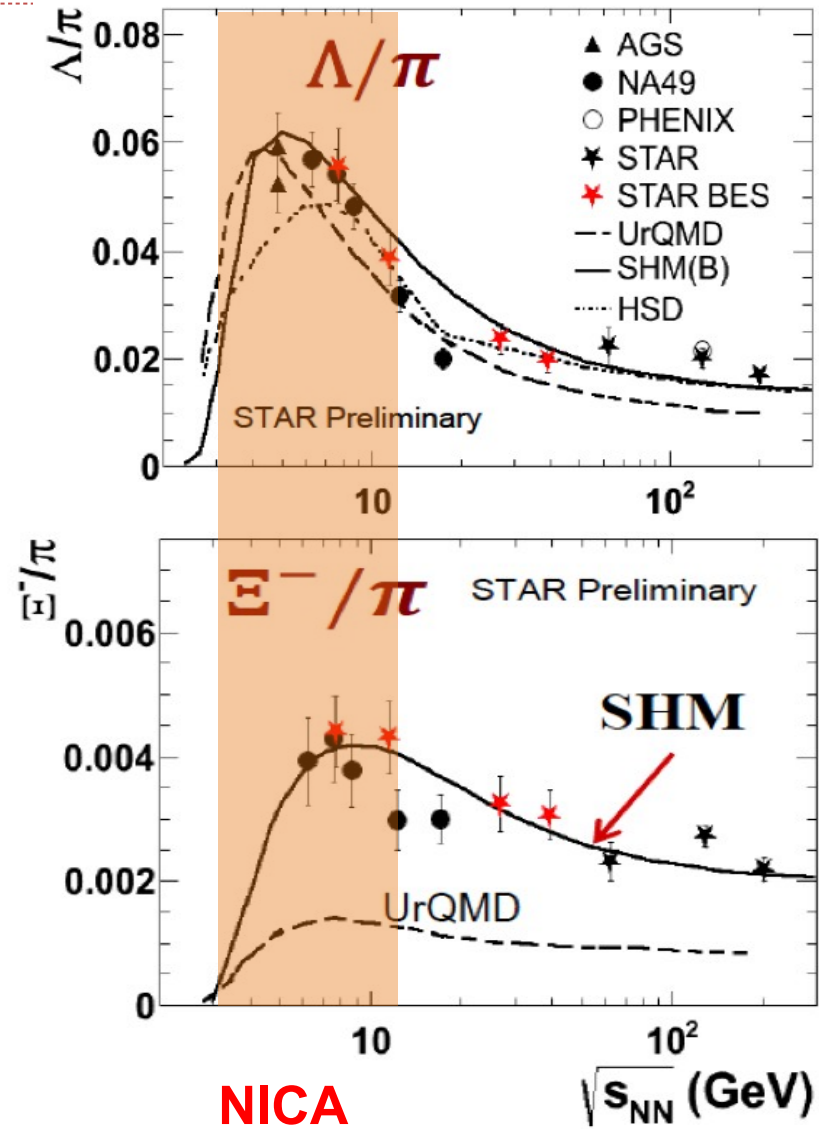 Λ/π
0.08
0.06
0.04
0.02
0
Λ/π
▲ AGS
● NA49
○ PHENIX
★ STAR
★ STAR BES
UrQMD
SHM(B)
HSD
STAR Preliminary
10
10²
Ξ⁻/π
0.006
0.004
0.002
0
Ξ⁻/π
STAR Preliminary
SHM
UrQMD
10
10²
NICA
√s_NN (GeV)